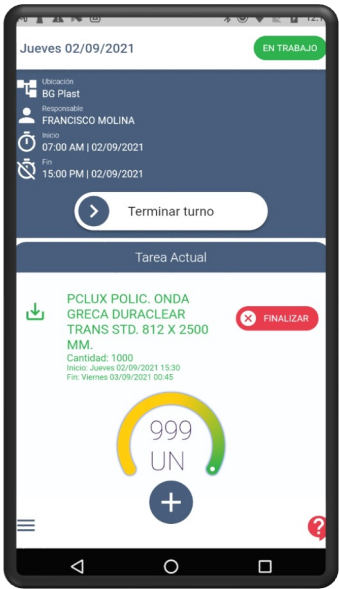 Jueves 02/09/2021
EN TRABAJO
Ubicación
BG Plast
Responsable
FRANCISCO MOLINA
Inicio
07:00 AM | 02/09/2021
Fin
15:00 PM | 02/09/2021
Terminar turno
Tarea Actual
PCLUX POLIC. ONDA
GRECA DURACLEAR
TRANS STD. 812 X 2500
MM.
FINALIZAR
Cantidad: 1000
Inicio: Jueves 02/09/2021 15:30
Fin: Viernes 03/09/2021 00:45
999
UN